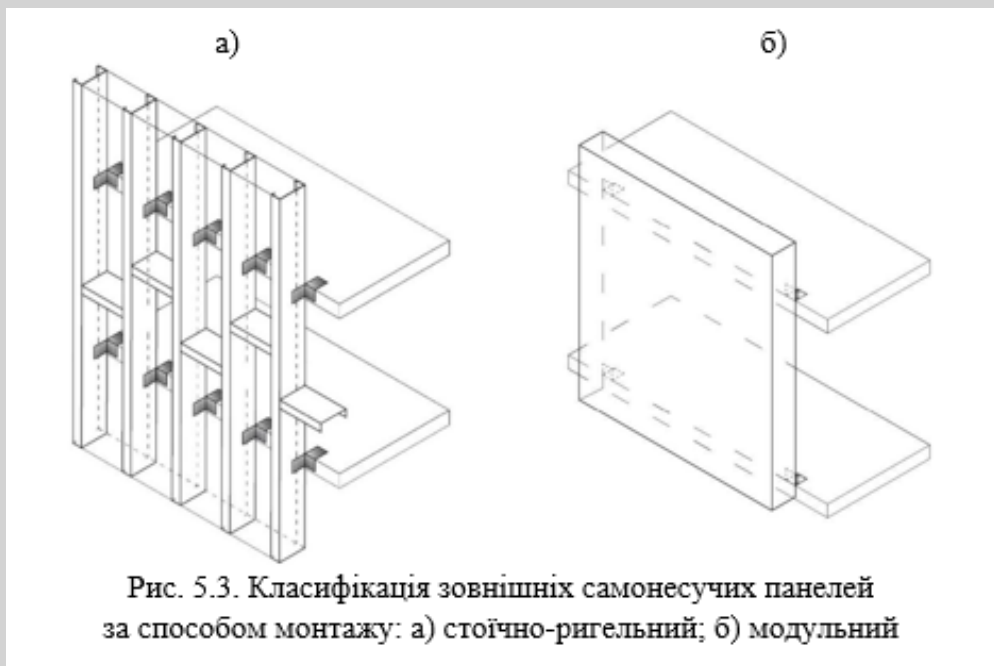 а)
б)
Рис. 5.3. Класифікація зовнішніх самонесучих панелей
за способом монтажу: а) стоїчно-ригельний; б) модульний